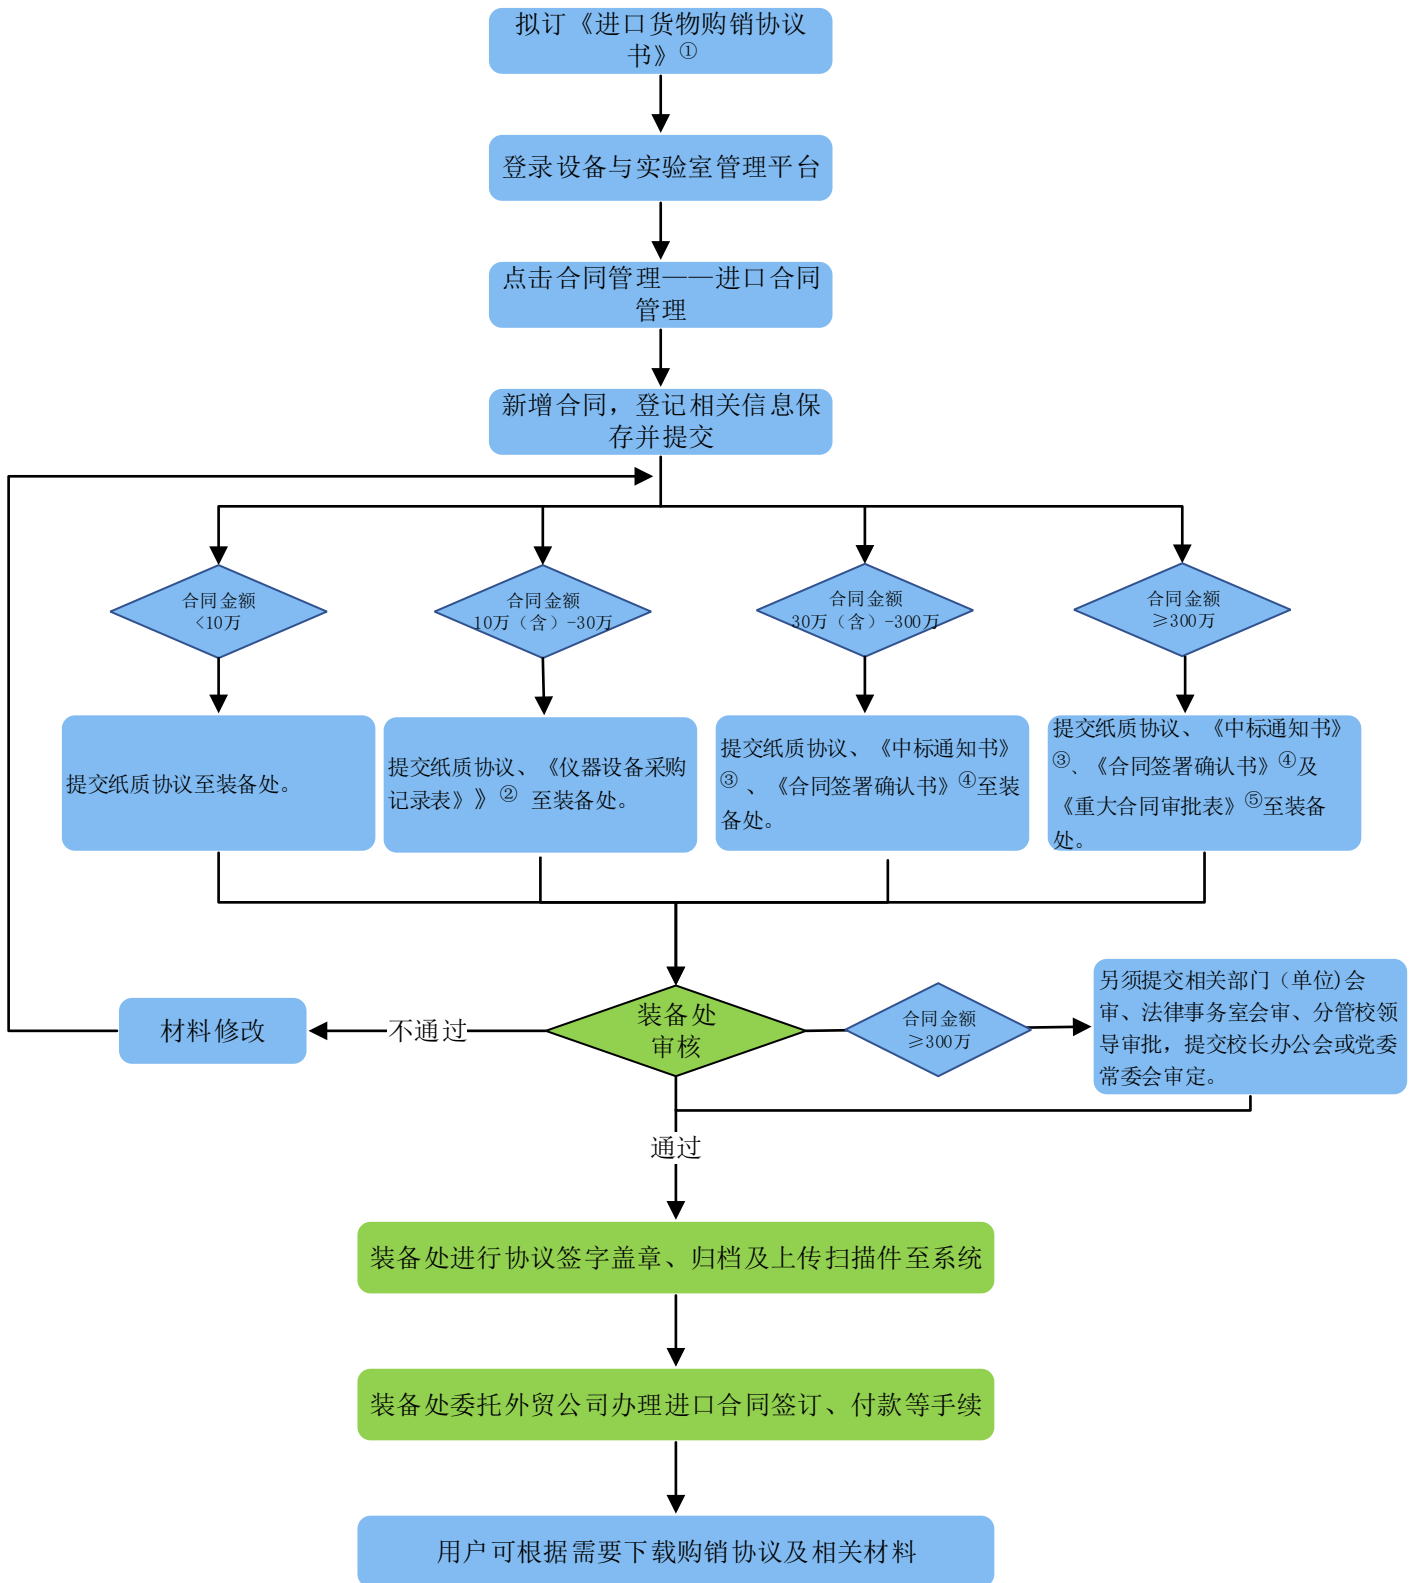 拟订《进口货物购销协议
书》①
登录设备与实验室管理平台
点击合同管理——进口合同
管理
新增合同，登记相关信息保
存并提交
合同金额
<10万
合同金额
10万（含）-30万
合同金额
30万（含）-300万
合同金额
≥300万
提交纸质协议至装备处。
提交纸质协议、《仪器设备采购
记录表》》② 至装备处。
提交纸质协议、《中标通知书》
③ 、《合同签署确认书》④至装
备处。
提交纸质协议、《中标通知书》
③、《合同签署确认书》④及
《重大合同审批表》⑤至装备
处。
材料修改
不通过
装备处
审核
合同金额
≥300万
另须提交相关部门（单位)会
审、法律事务室会审、分管校领
导审批，提交校长办公会或党委
常委会审定。
通过
装备处进行协议签字盖章、归档及上传扫描件至系统
装备处委托外贸公司办理进口合同签订、付款等手续
用户可根据需要下载购销协议及相关材料